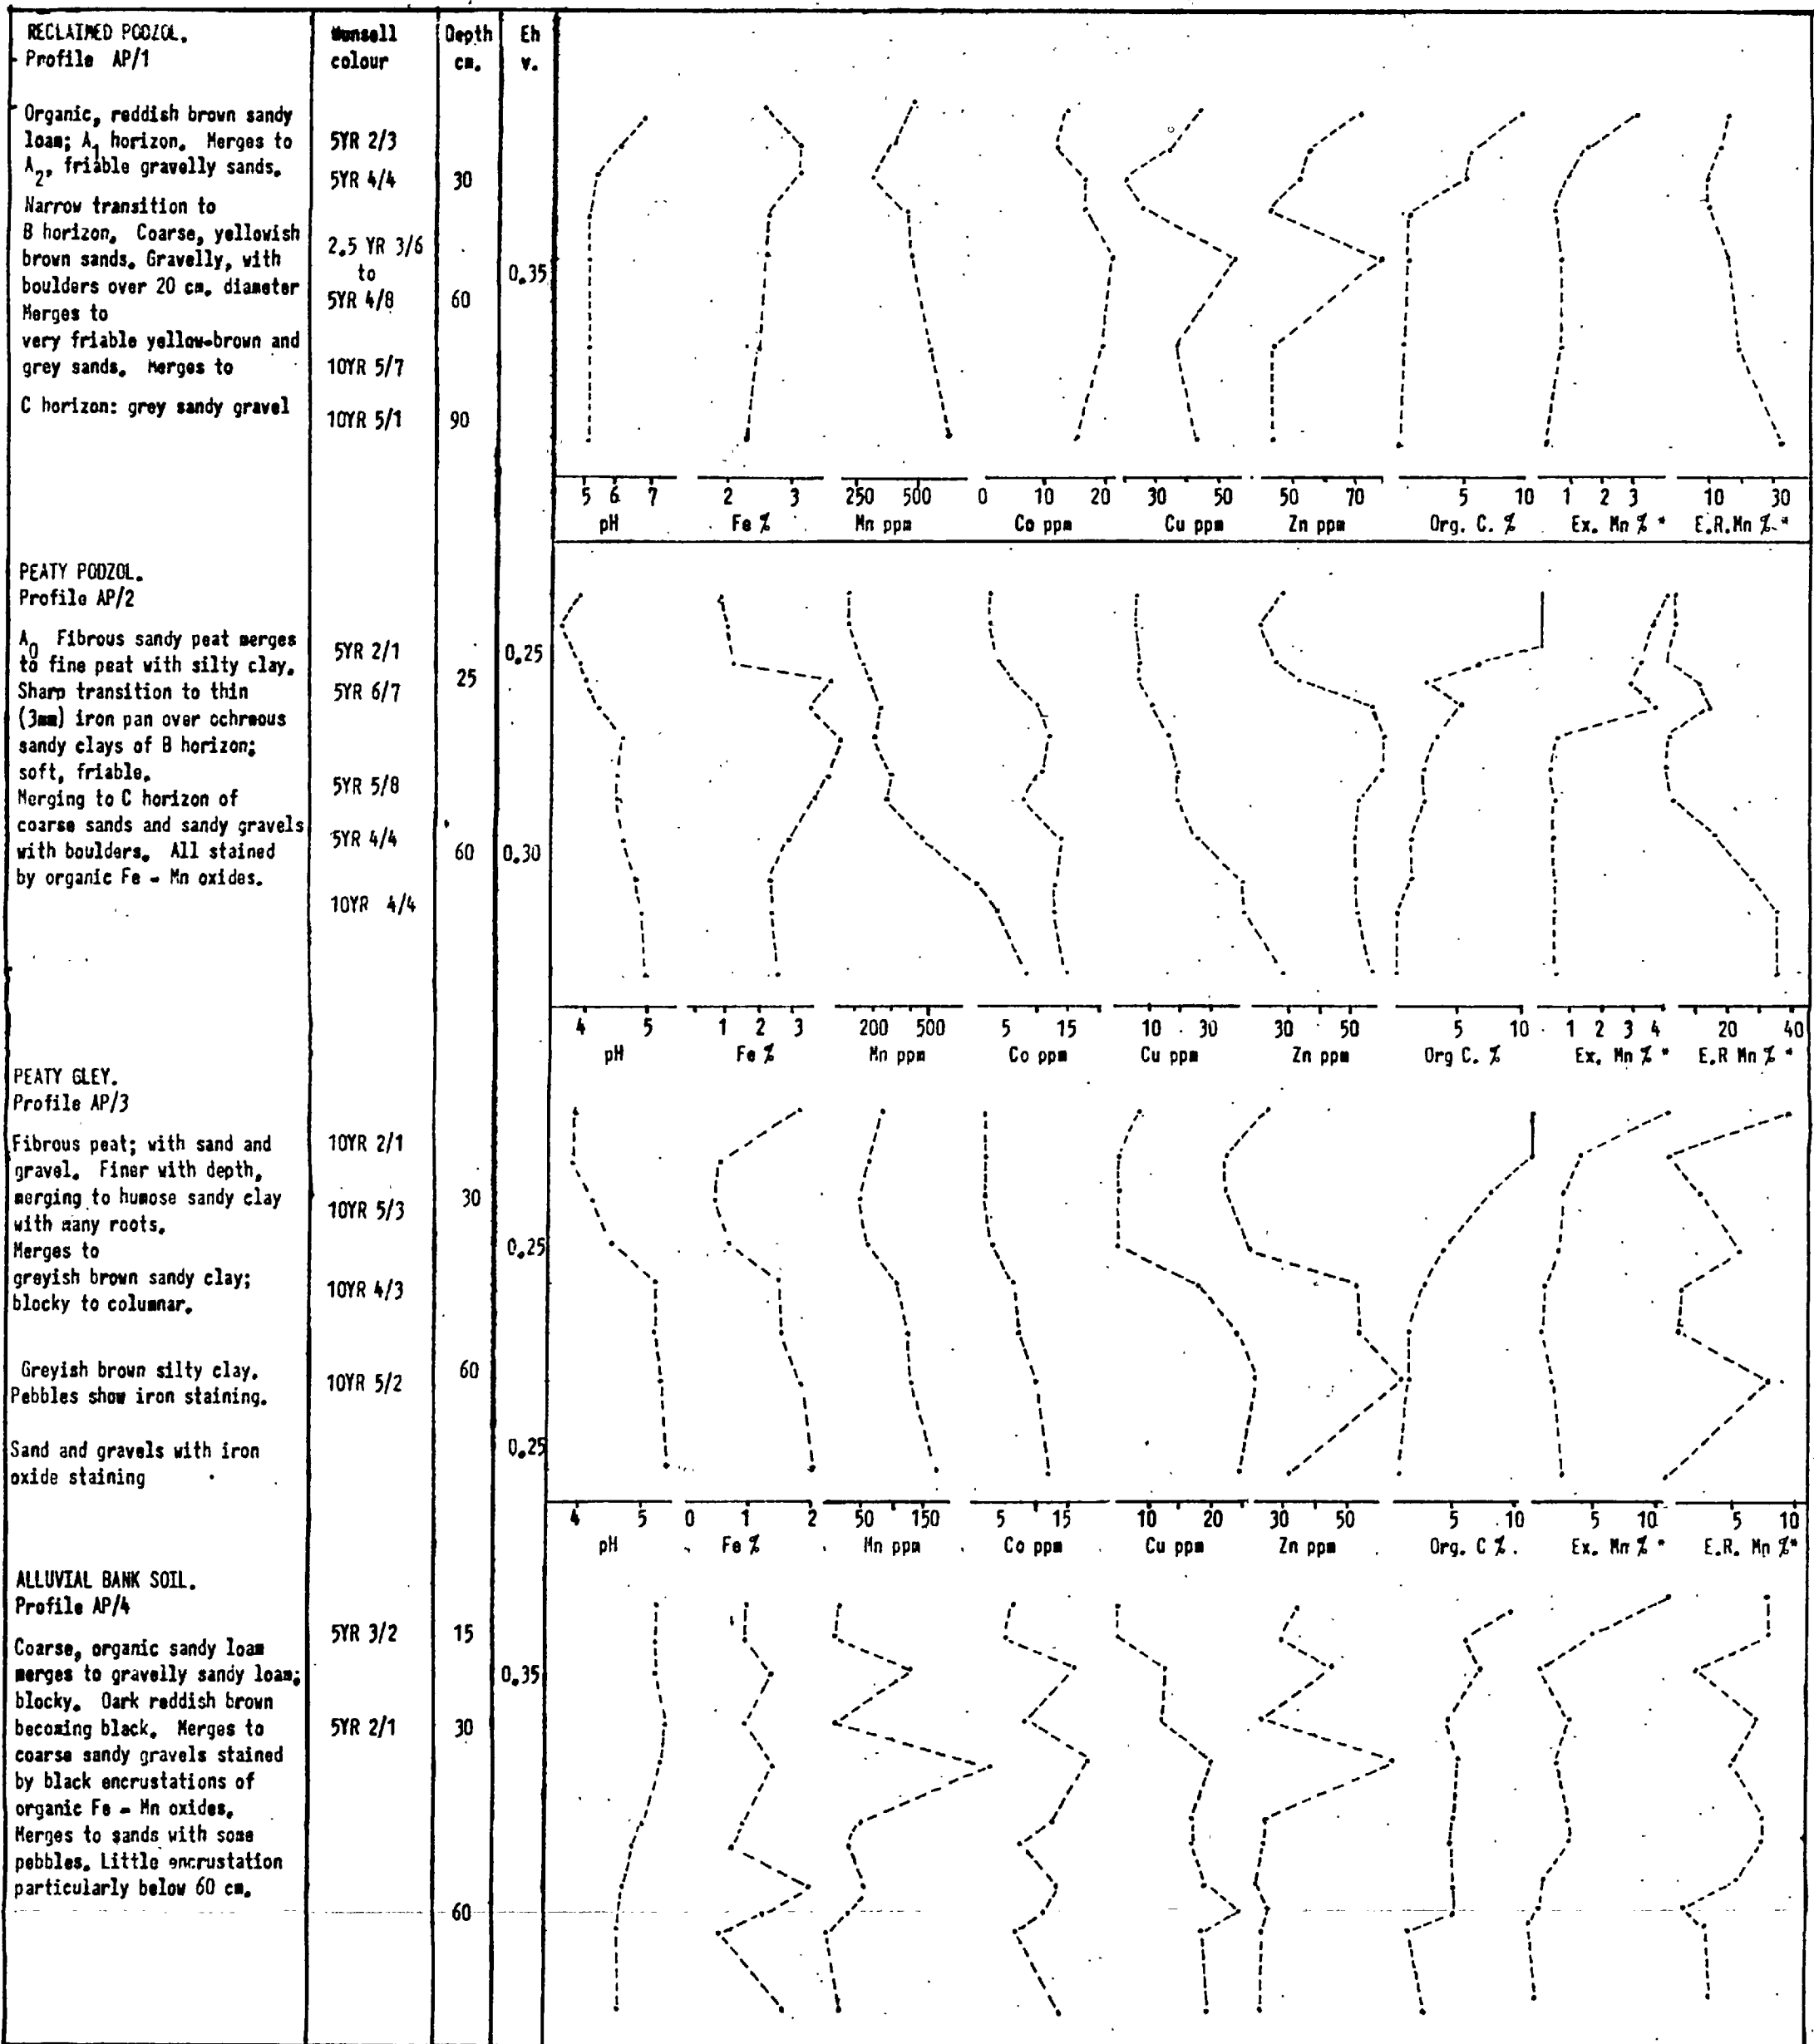 RECLAIMED PODZOL.
Profile AP/1
Munsell colour
Depth cm.
Eh v.
Organic, reddish brown sandy
loam; A1 horizon. Merges to
A2, friable gravelly sands.
Narrow transition to
B horizon. Coarse, yellowish
brown sands. Gravelly, with
boulders over 20 cm. diameter
Merges to
very friable yellow-brown and
grey sands. Merges to
C horizon: grey sandy gravel
5YR 2/3
5YR 4/4
2.5 YR 3/6
to
5YR 4/8
10YR 5/7
10YR 5/1
30
60
90
0.35
5 6 7
pH
2 3
Fe %
250 500
Mn ppm
0 10 20
Co ppm
30 50
Cu ppm
50 70
Zn ppm
5 10
Org. C. %
1 2 3
Ex. Mn % *
10 30
E.R.Mn % *
PEATY PODZOL.
Profile AP/2
A0 Fibrous sandy peat merges
to fine peat with silty clay.
Sharp transition to thin
(3mm) iron pan over ochreous
sandy clays of B horizon;
soft, friable.
Merging to C horizon of
coarse sands and sandy gravels
with boulders. All stained
by organic Fe - Mn oxides.
5YR 2/1
5YR 6/7
5YR 5/8
5YR 4/4
10YR 4/4
25
60
0.25
0.30
4 5
pH
1 2 3
Fe %
200 500
Mn ppm
5 15
Co ppm
10 30
Cu ppm
30 50
Zn ppm
5 10
Org C. %
1 2 3 4
Ex. Mn % *
20 40
E.R Mn % *
PEATY GLEY.
Profile AP/3
Fibrous peat; with sand and
gravel. Finer with depth,
merging to humose sandy clay
with many roots.
Merges to
greyish brown sandy clay;
blocky to columnar.
Greyish brown silty clay.
Pebbles show iron staining.
Sand and gravels with iron
oxide staining
10YR 2/1
10YR 5/3
10YR 4/3
10YR 5/2
30
60
0.25
0.25
4 5
pH
0 1 2
Fe %
50 150
Mn ppm
5 15
Co ppm
10 20 30
Cu ppm
30 50
Zn ppm
5 10
Org. C %.
5 10
Ex. Mn % *
5 10
E.R. Mn %*
ALLUVIAL BANK SOIL.
Profile AP/4
Coarse, organic sandy loam
merges to gravelly sandy loam;
blocky. Dark reddish brown
becoming black. Merges to
coarse sandy gravels stained
by black encrustations of
organic Fe - Mn oxides.
Merges to sands with some
pebbles. Little encrustation
particularly below 60 cm.
5YR 3/2
5YR 2/1
15
30
60
0.35